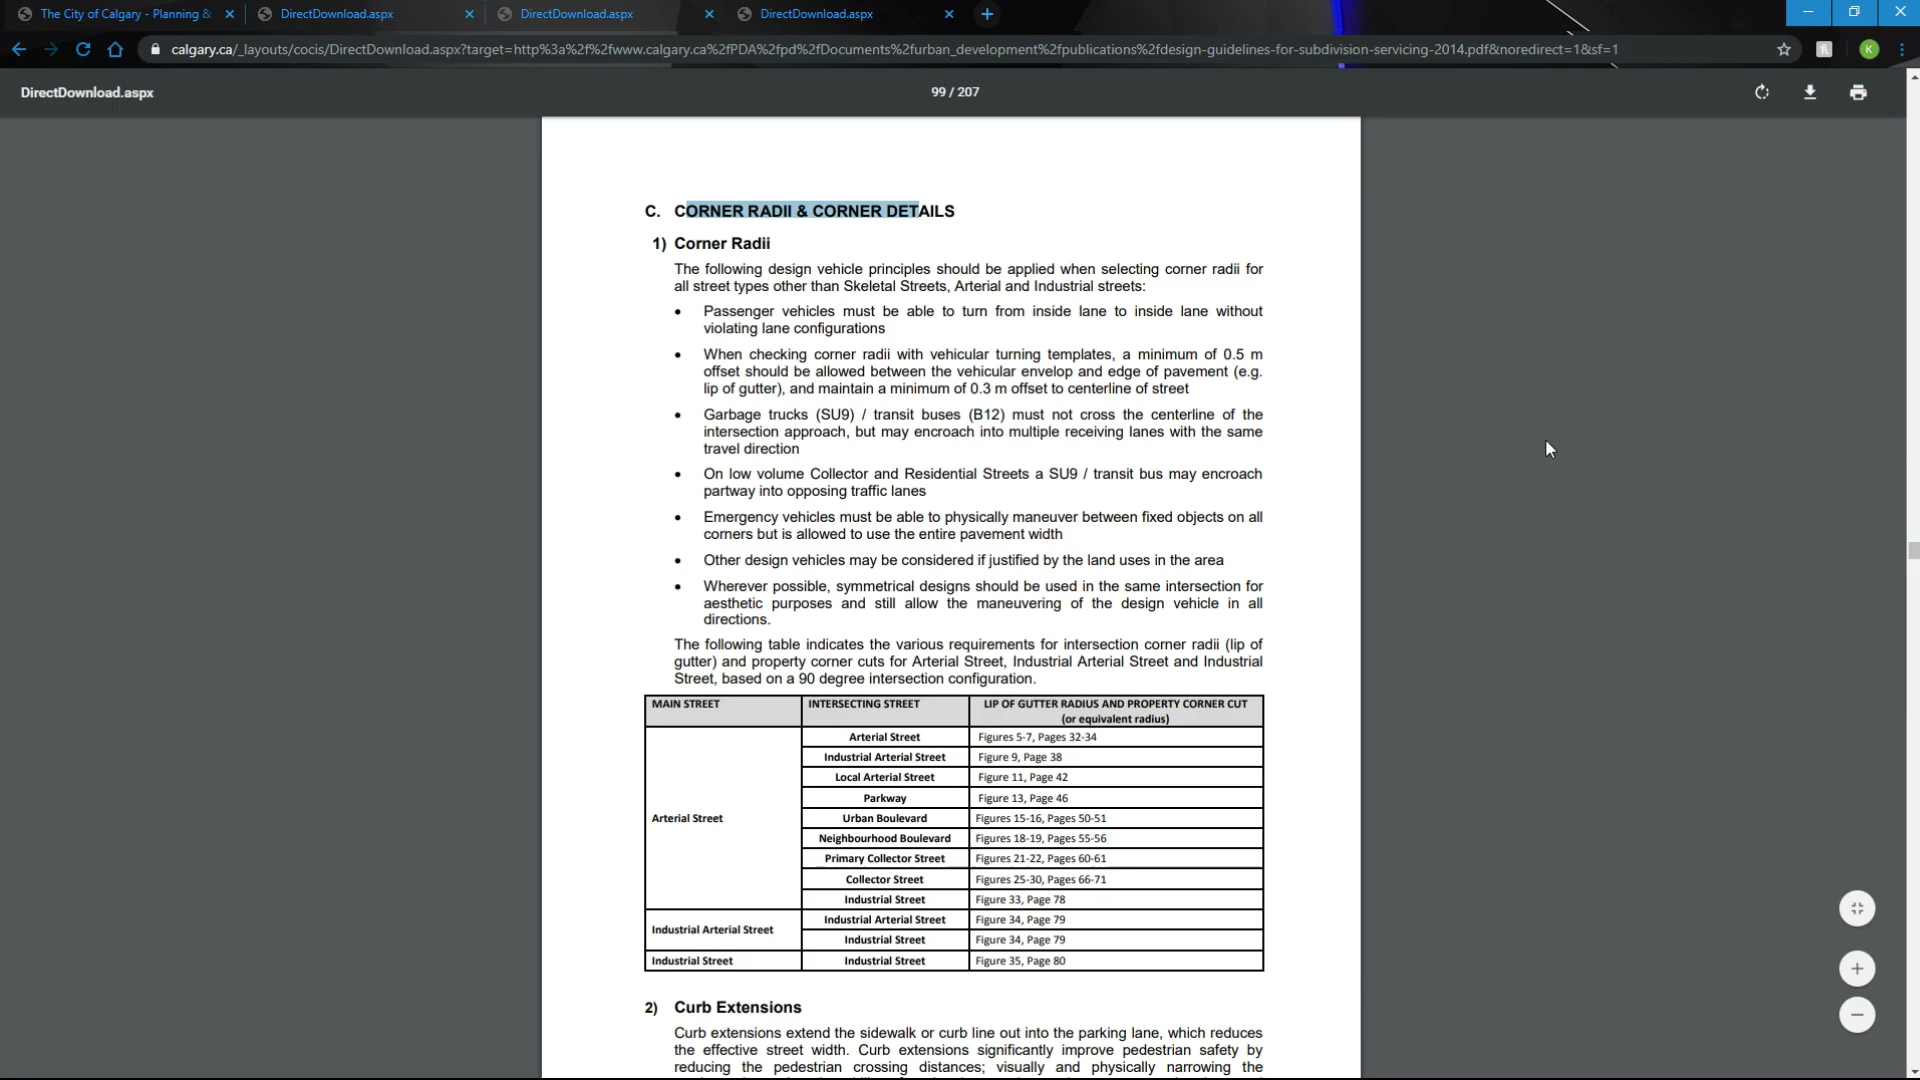 The City of Calgary - Planning &
DirectDownload.aspx
DirectDownload.aspx
DirectDownload.aspx
calgary.ca/_layouts/cocis/DirectDownload.aspx?target=http%3a%2f%2fwww.calgary.ca%2fPDA%2fpd%2fDocuments%2furban_development%2fpublications%2fdesign-guidelines-for-subdivision-servicing-2014.pdf&noredirect=1&sf=1
K
DirectDownload.aspx
99 / 207
C. CORNER RADII & CORNER DETAILS
1) Corner Radii
The following design vehicle principles should be applied when selecting corner radii for
all street types other than Skeletal Streets, Arterial and Industrial streets:
• Passenger vehicles must be able to turn from inside lane to inside lane without
violating lane configurations
• When checking corner radii with vehicular turning templates, a minimum of 0.5 m
offset should be allowed between the vehicular envelop and edge of pavement (e.g.
lip of gutter), and maintain a minimum of 0.3 m offset to centerline of street
• Garbage trucks (SU9) / transit buses (B12) must not cross the centerline of the
intersection approach, but may encroach into multiple receiving lanes with the same
travel direction
• On low volume Collector and Residential Streets a SU9 / transit bus may encroach
partway into opposing traffic lanes
• Emergency vehicles must be able to physically maneuver between fixed objects on all
corners but is allowed to use the entire pavement width
• Other design vehicles may be considered if justified by the land uses in the area
• Wherever possible, symmetrical designs should be used in the same intersection for
aesthetic purposes and still allow the maneuvering of the design vehicle in all
directions.
The following table indicates the various requirements for intersection corner radii (lip of
gutter) and property corner cuts for Arterial Street, Industrial Arterial Street and Industrial
Street, based on a 90 degree intersection configuration.
MAIN STREET
INTERSECTING STREET
LIP OF GUTTER RADIUS AND PROPERTY CORNER CUT
(or equivalent radius)
Arterial Street
Arterial Street
Figures 5-7, Pages 32-34
Industrial Arterial Street
Figure 9, Page 38
Local Arterial Street
Figure 11, Page 42
Parkway
Figure 13, Page 46
Urban Boulevard
Figures 15-16, Pages 50-51
Neighbourhood Boulevard
Figures 18-19, Pages 55-56
Primary Collector Street
Figures 21-22, Pages 60-61
Collector Street
Figures 25-30, Pages 66-71
Industrial Street
Figure 33, Page 78
Industrial Arterial Street
Industrial Arterial Street
Figure 34, Page 79
Industrial Street
Figure 34, Page 79
Industrial Street
Industrial Street
Figure 35, Page 80
2) Curb Extensions
Curb extensions extend the sidewalk or curb line out into the parking lane, which reduces
the effective street width. Curb extensions significantly improve pedestrian safety by
reducing the pedestrian crossing distances; visually and physically narrowing the